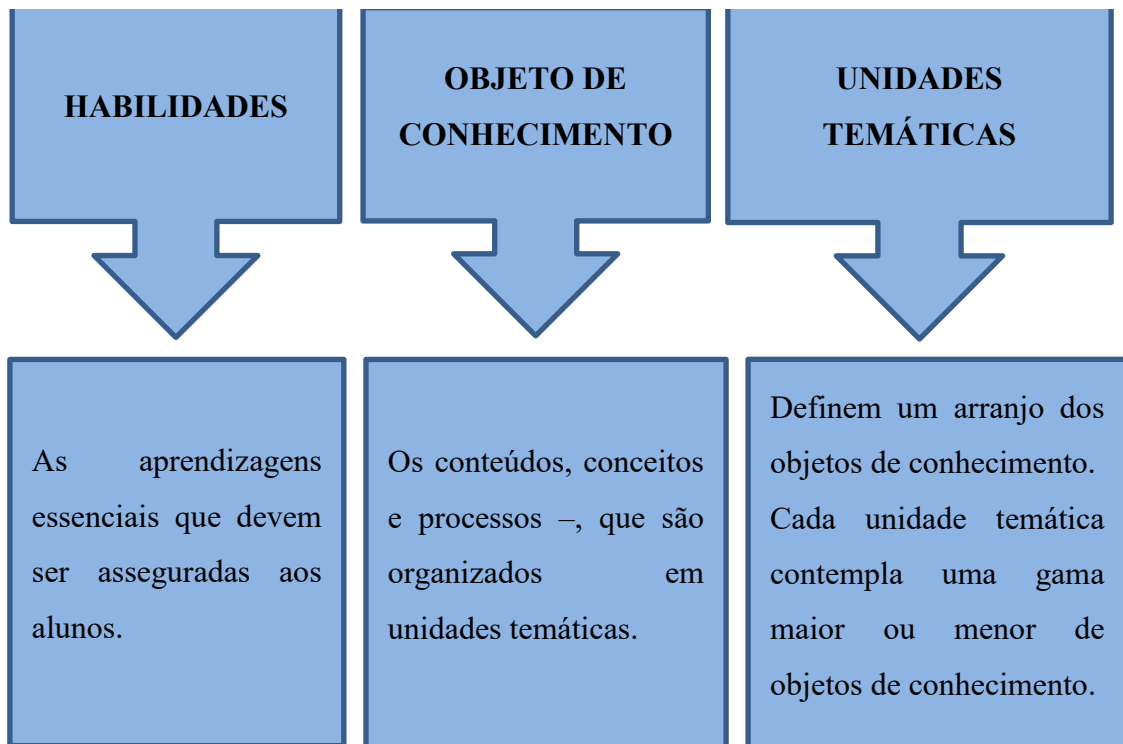 HABILIDADES
OBJETO DE
CONHECIMENTO
UNIDADES
TEMÁTICAS
As aprendizagens
essenciais que devem
ser asseguradas aos
alunos.
Os conteúdos, conceitos
e processos –, que são
organizados em
unidades temáticas.
Definem um arranjo dos
objetos de conhecimento.
Cada unidade temática
contempla uma gama
maior ou menor de
objetos de conhecimento.